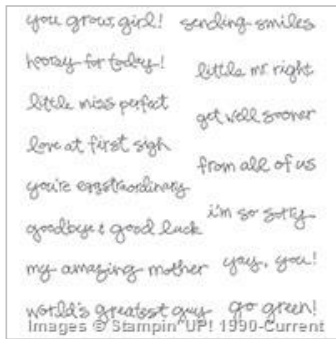 you grow, girl!
sending smiles
hooray for today!
little mr. right
little miss perfect
get well sooner
love at first sigh
from all of us
you're eggstraordinary
i'm so sorry
goodbye & good luck
my amazing mother
yay, you!
world's greatest guy
go green!
Images © Stampin' UP! 1990-Current